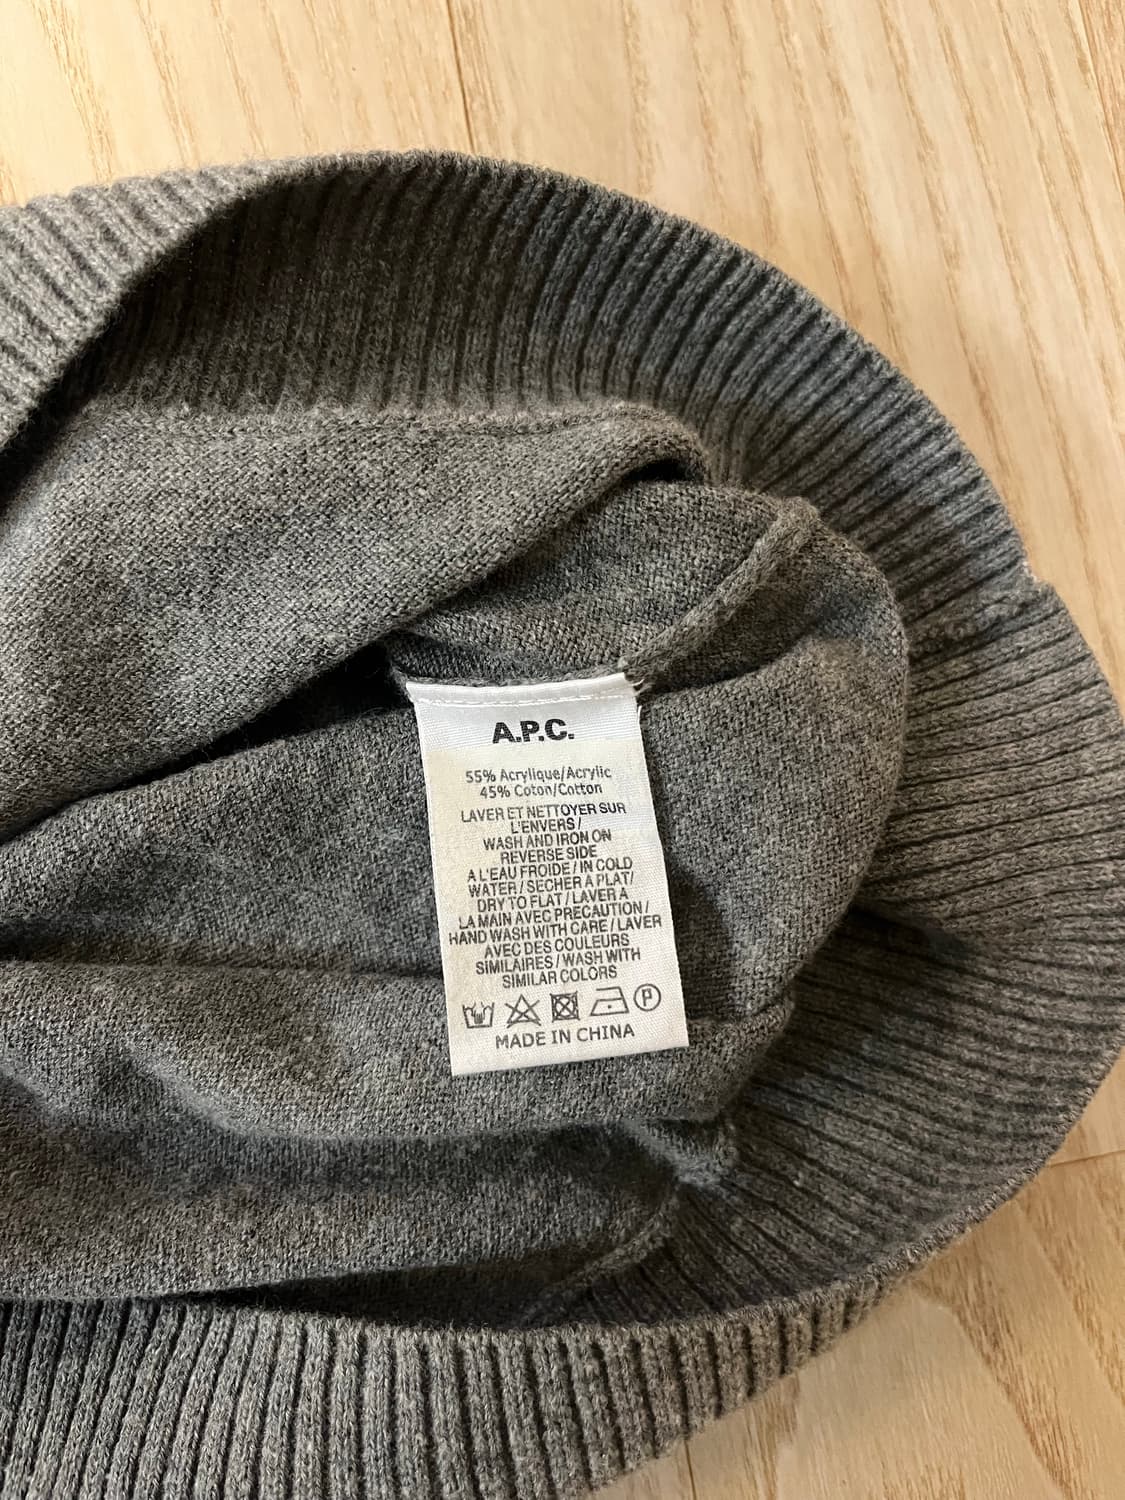 A.P.C.
55% Acrylique/Acrylic
45% Coton/Cotton
LAVER ET NETTOYER SUR
L'ENVERS /
WASH AND IRON ON
REVERSE SIDE
A L'EAU FROIDE / IN COLD
WATER / SECHER A PLAT/
DRY TO FLAT / LAVER A
LA MAIN AVEC PRECAUTION /
HAND WASH WITH CARE / LAVER
AVEC DES COULEURS
SIMILAIRES / WASH WITH
SIMILAR COLORS
P
MADE IN CHINA